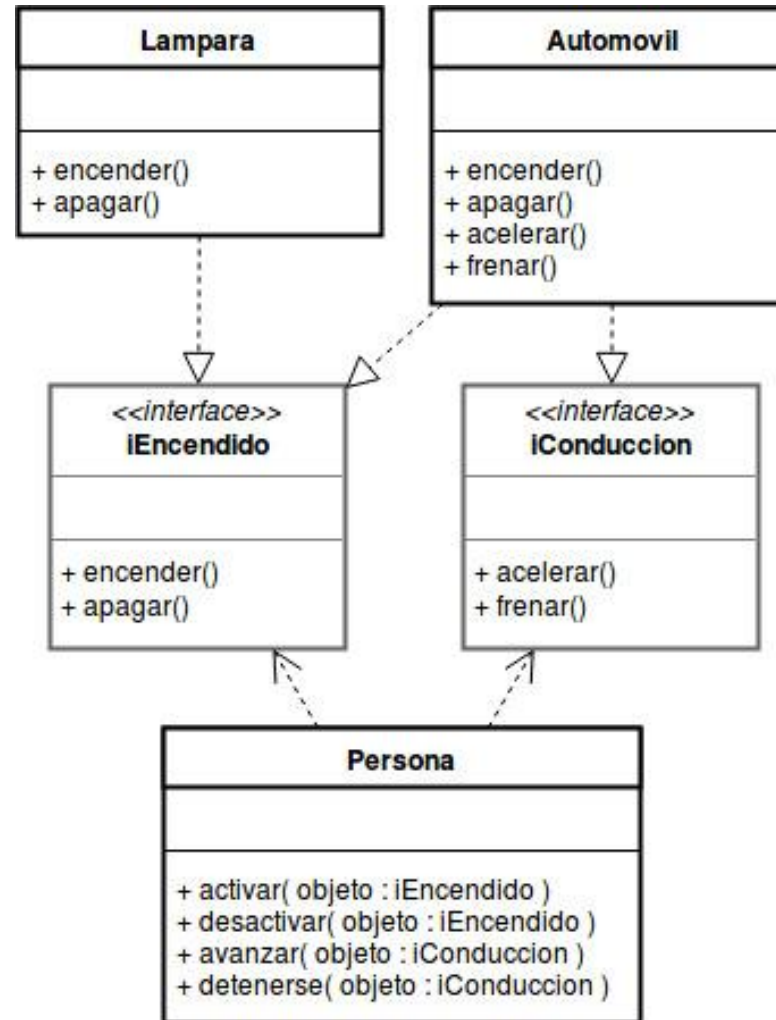 Lampara
+ encender()
+ apagar()
Automovil
+ encender()
+ apagar()
+ acelerar()
+ frenar()
<<interface>>
iEncendido
+ encender()
+ apagar()
<<interface>>
iConduccion
+ acelerar()
+ frenar()
Persona
+ activar( objeto : iEncendido )
+ desactivar( objeto : iEncendido )
+ avanzar( objeto : iConduccion )
+ detenerse( objeto : iConduccion )